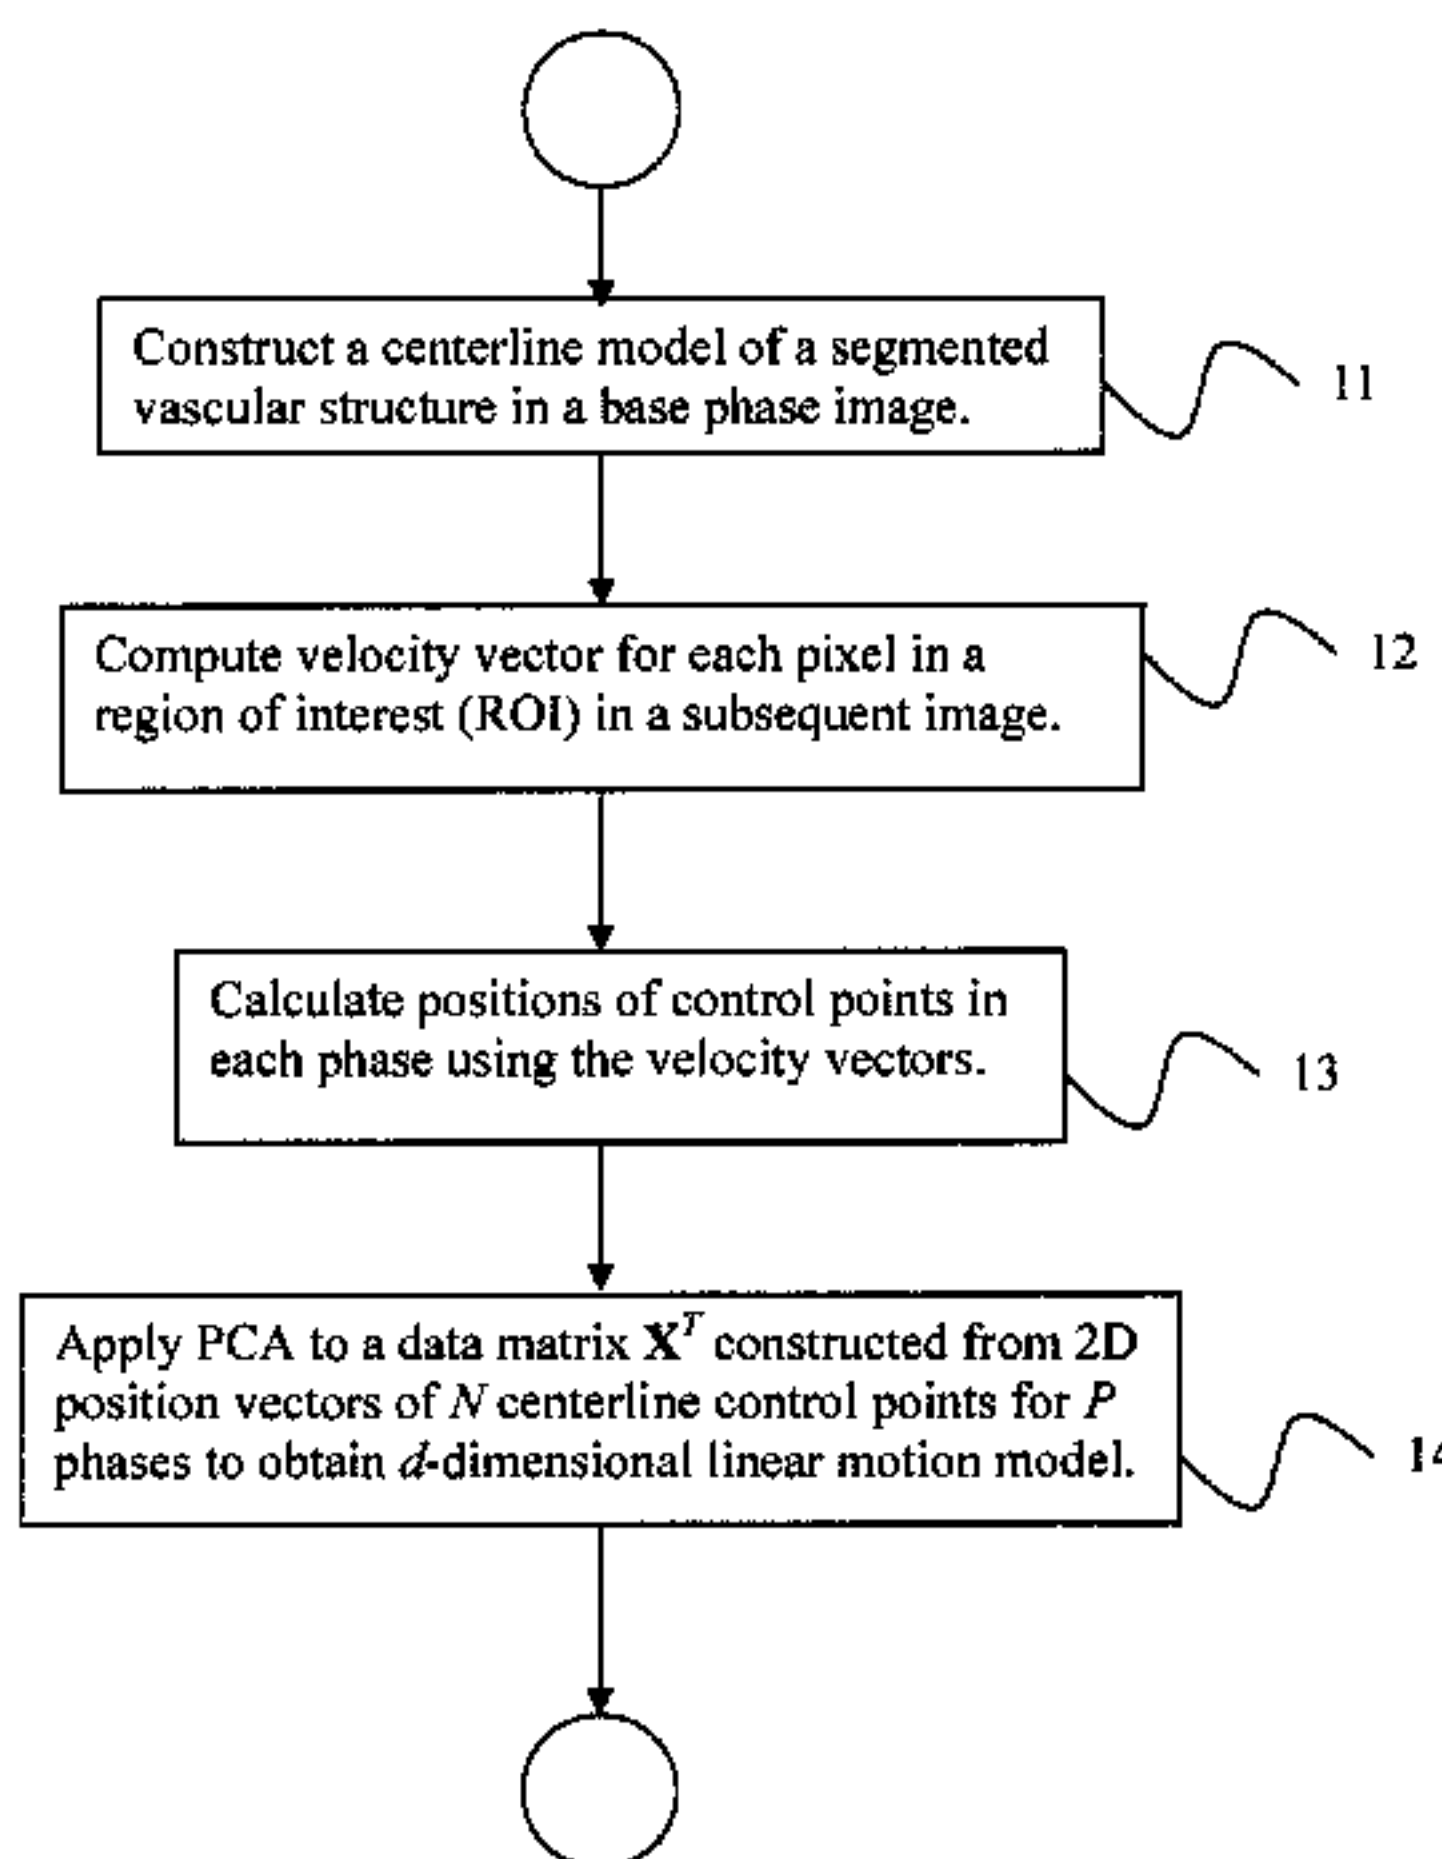 Construct a centerline model of a segmented
vascular structure in a base phase image.
11
Compute velocity vector for each pixel in a
region of interest (ROI) in a subsequent image.
12
Calculate positions of control points in
each phase using the velocity vectors.
13
Apply PCA to a data matrix X^T constructed from 2D
position vectors of N centerline control points for P
phases to obtain d-dimensional linear motion model.
14